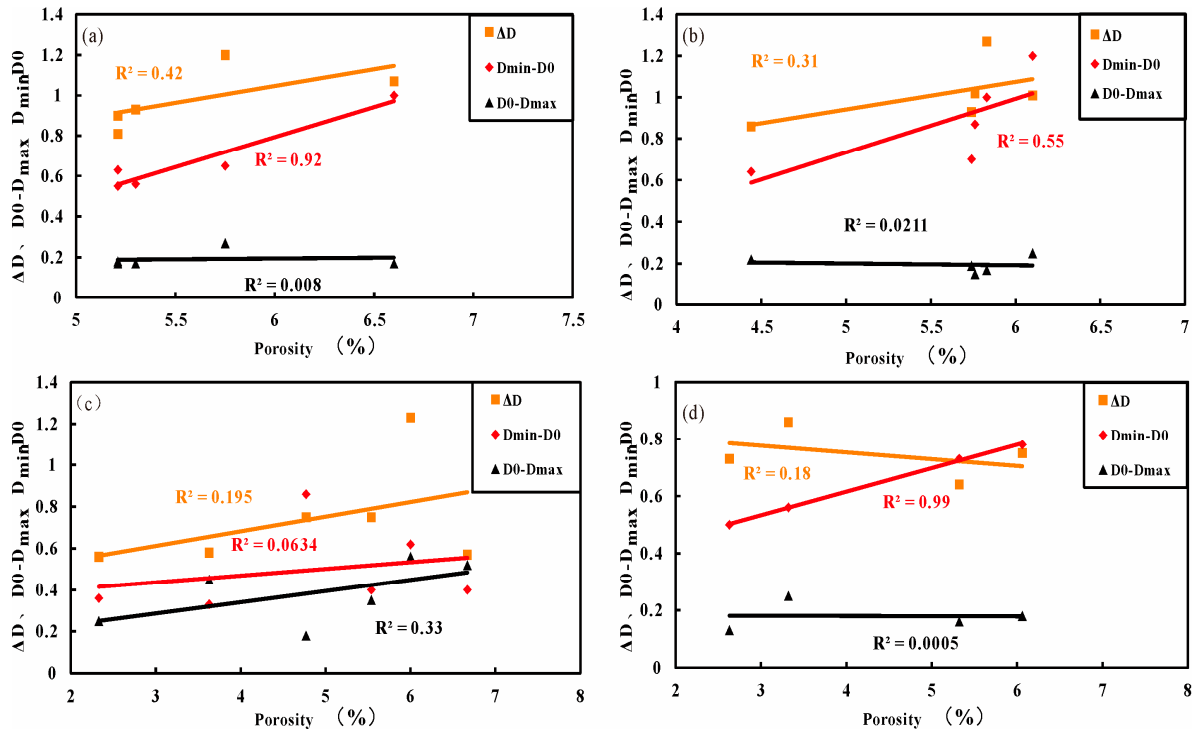 (a)
ΔD
Dmin-D0
D0-Dmax
R² = 0.42
R² = 0.92
R² = 0.008
1.4
1.2
1
0.8
0.6
0.4
0.2
0
5
5.5
6
6.5
7
7.5
Porosity (%)
ΔD、D0-Dmax DminD0
(b)
ΔD
Dmin-D0
D0-Dmax
R² = 0.31
R² = 0.55
R² = 0.0211
1.4
1.2
1
0.8
0.6
0.4
0.2
0
4
4.5
5
5.5
6
6.5
7
Porosity (%)
ΔD、D0-Dmax DminD0
(c)
ΔD
Dmin-D0
D0-Dmax
R² = 0.195
R² = 0.0634
R² = 0.33
1.4
1.2
1
0.8
0.6
0.4
0.2
0
2
3
4
5
6
7
8
Porosity (%)
ΔD、D0-Dmax DminD0
(d)
ΔD
Dmin-D0
D0-Dmax
R² = 0.18
R² = 0.99
R² = 0.0005
1
0.8
0.6
0.4
0.2
0
2
3
4
5
6
7
8
Porosity (%)
ΔD、D0-Dmax DminD0